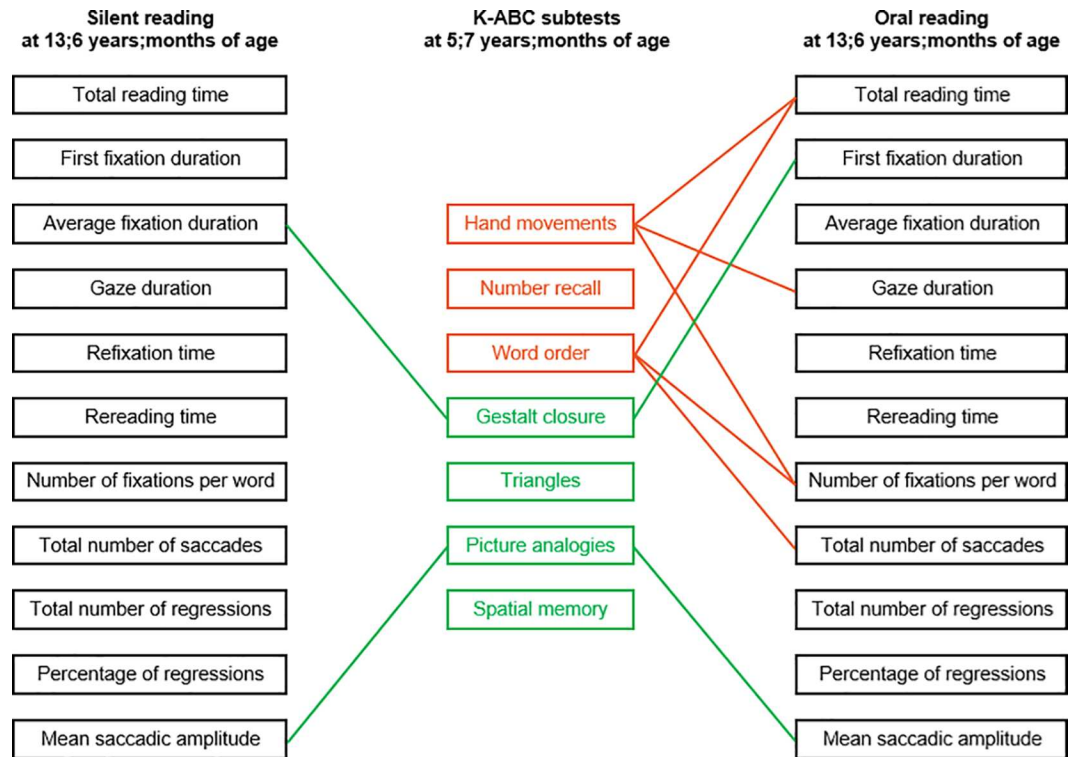 Silent reading
at 13;6 years;months of age
Total reading time
First fixation duration
Average fixation duration
Gaze duration
Refixation time
Rereading time
Number of fixations per word
Total number of saccades
Total number of regressions
Percentage of regressions
Mean saccadic amplitude
K-ABC subtests
at 5;7 years;months of age
Hand movements
Number recall
Word order
Gestalt closure
Triangles
Picture analogies
Spatial memory
Oral reading
at 13;6 years;months of age
Total reading time
First fixation duration
Average fixation duration
Gaze duration
Refixation time
Rereading time
Number of fixations per word
Total number of saccades
Total number of regressions
Percentage of regressions
Mean saccadic amplitude